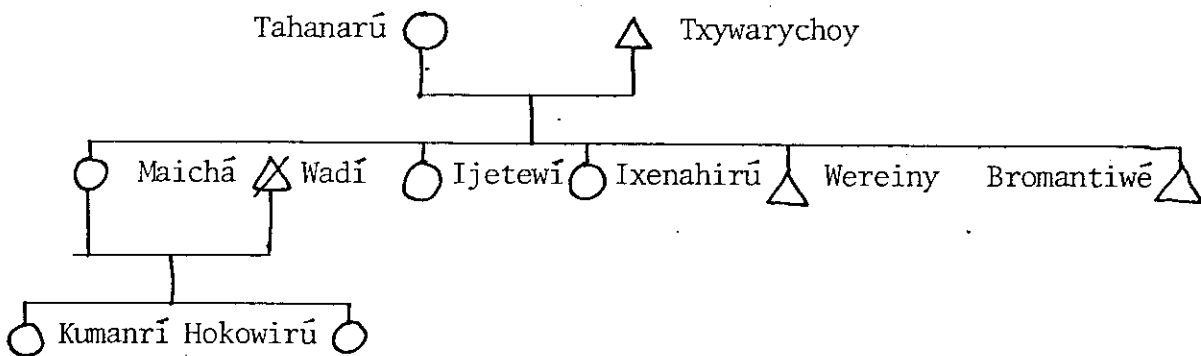 Tahanarú Txywarychoy
Maichá Wadí Ijetewí Ixenahirú Wereiny Bromantiwé
Kumanrí Hokowirú